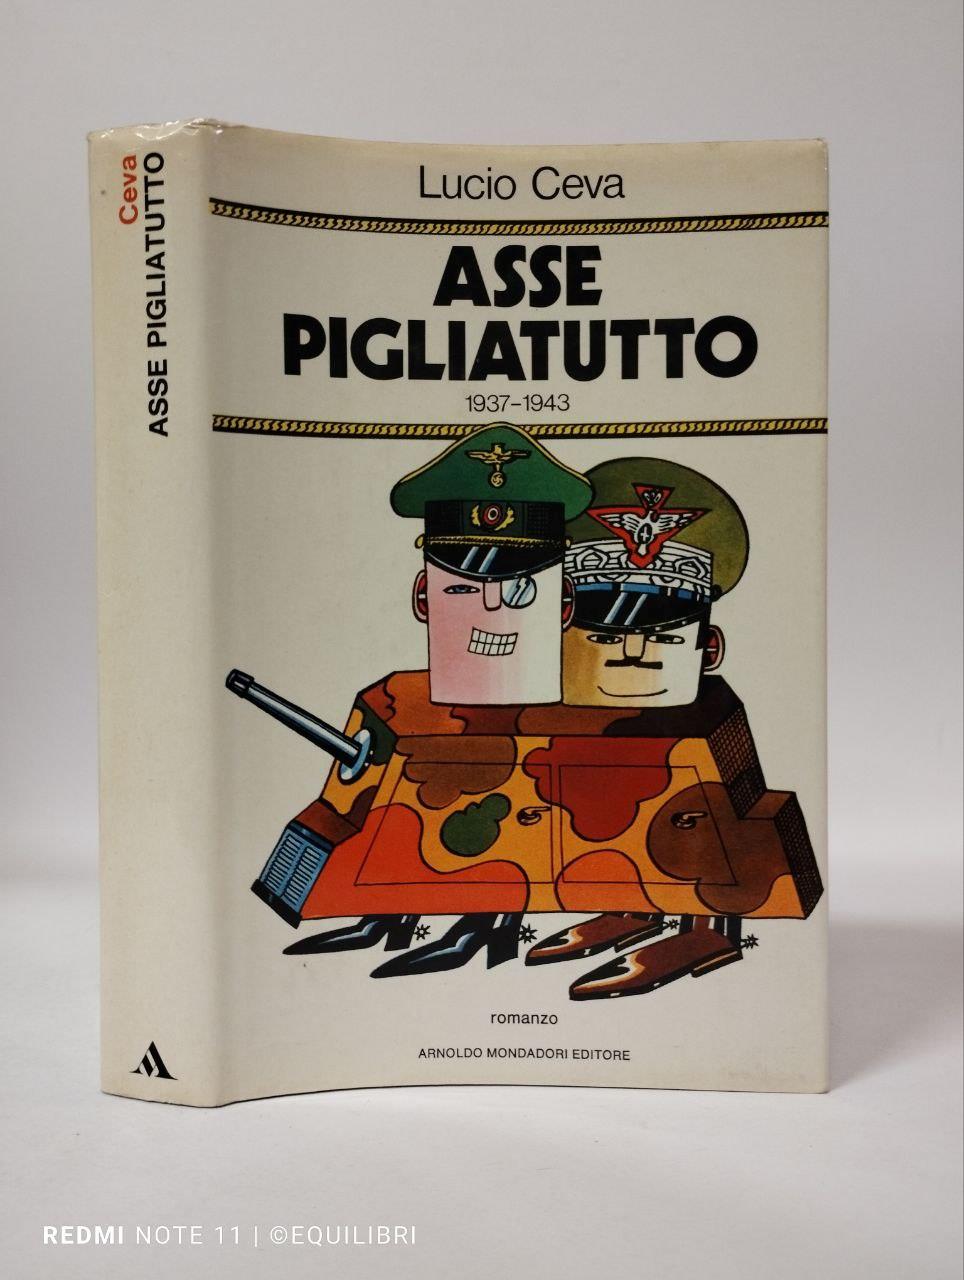 Ceva
ASSE PIGLIATUTTO
Lucio Ceva
ASSE
PIGLIATUTTO
1937-1943
romanzo
ARNOLDO MONDADORI EDITORE
REDMI NOTE 11 | ©EQUILIBRI